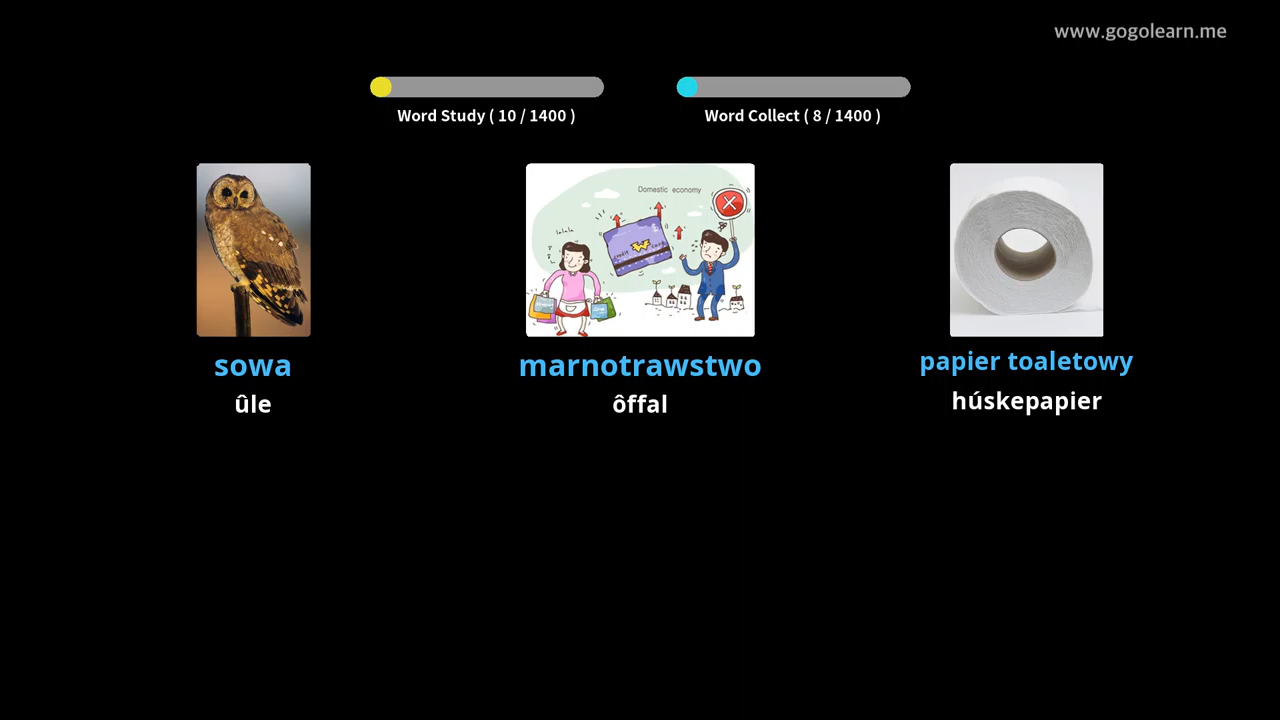 www.gogolearn.me
Word Study ( 10 / 1400 )
Word Collect ( 8 / 1400 )
Domestic economy
lalala
sowa
marnotrawstwo
papier toaletowy
ûle
ôffal
húskepapier